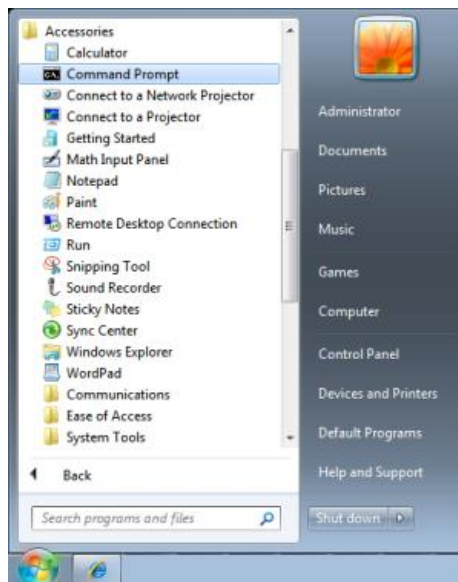 Accessories
Calculator
Command Prompt
Connect to a Network Projector
Connect to a Projector
Getting Started
Math Input Panel
Notepad
Paint
Remote Desktop Connection
Run
Snipping Tool
Sound Recorder
Sticky Notes
Sync Center
Windows Explorer
WordPad
Communications
Ease of Access
System Tools
Back
Search programs and files
Administrator
Documents
Pictures
Music
Games
Computer
Control Panel
Devices and Printers
Default Programs
Help and Support
Shut down